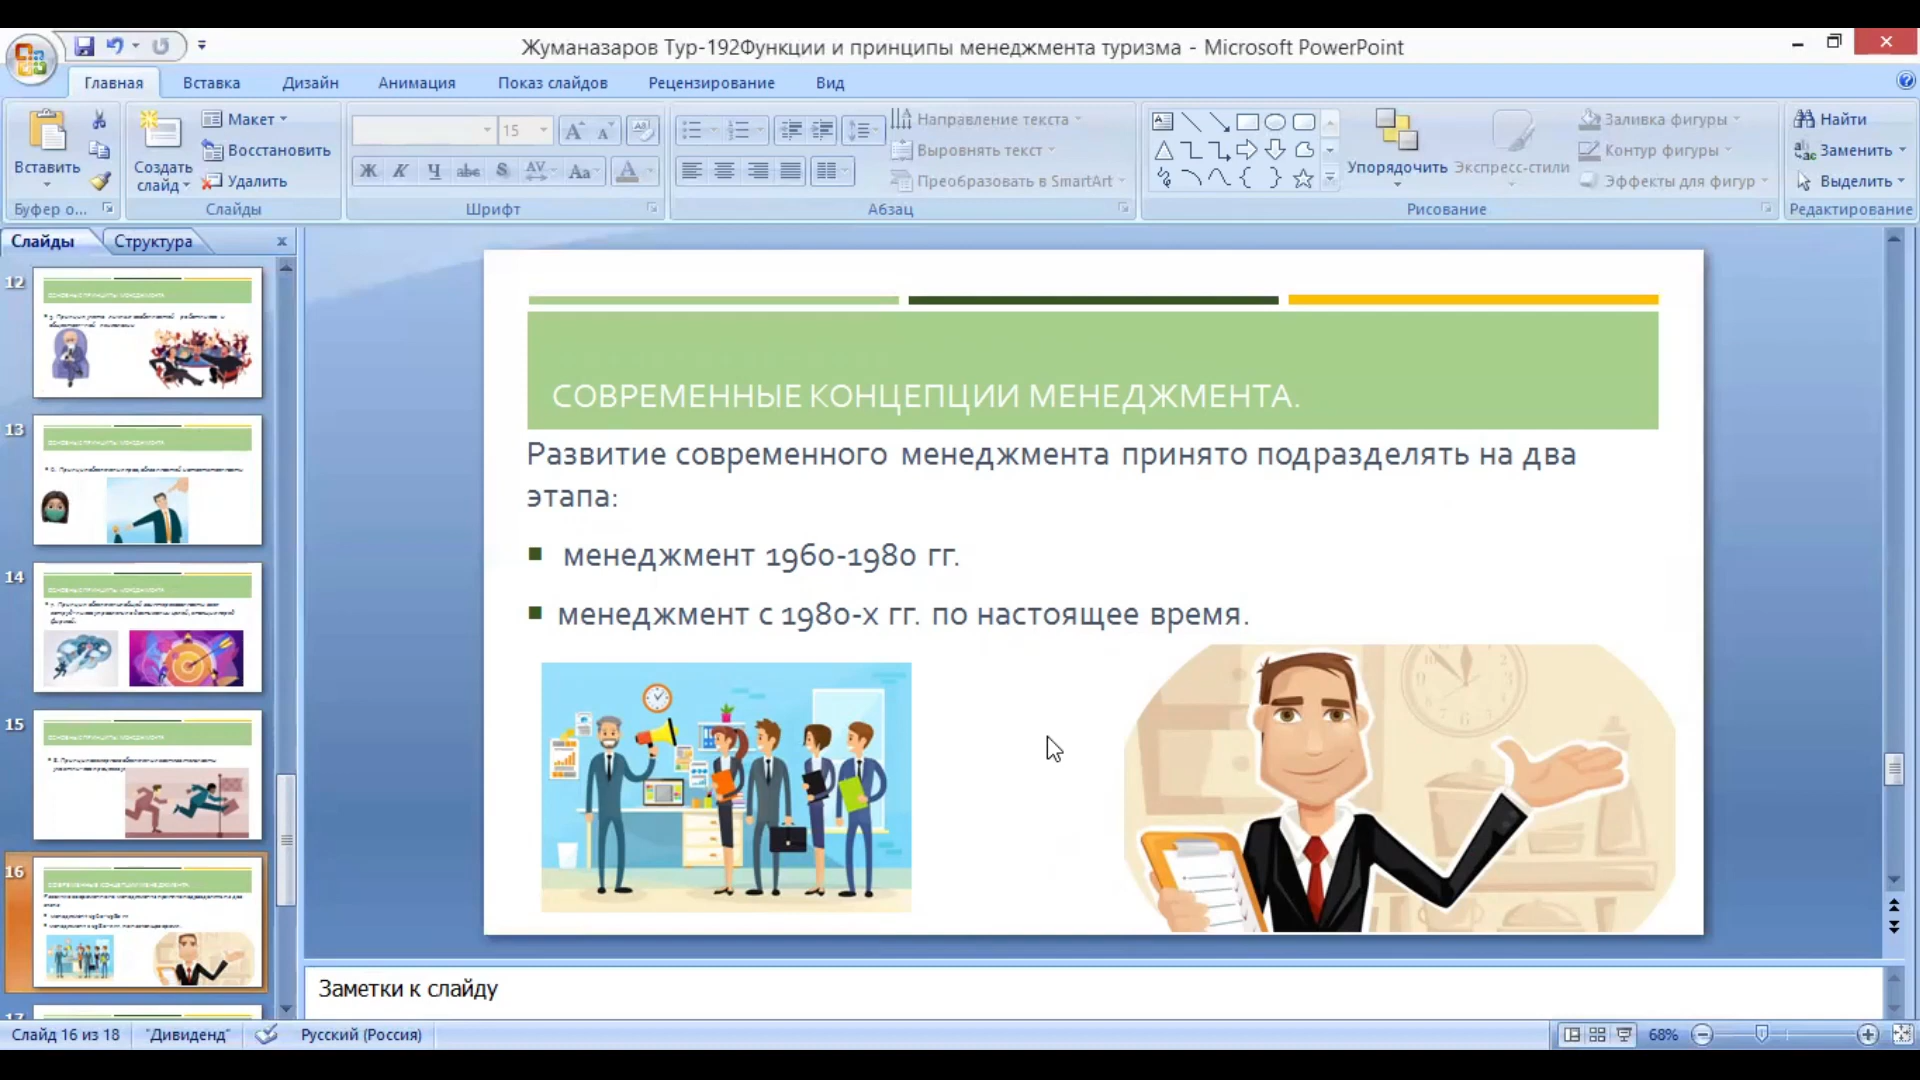 Жуманазаров Тур-192Функции и принципы менеджмента туризма - Microsoft PowerPoint
Главная Вставка Дизайн Анимация Показ слайдов Рецензирование Вид
Вставить
Буфер о...
Создать слайд
Макет
Восстановить
Удалить
Слайды
15
Ж К Ч abc S AV Aa A
Шрифт
Направление текста
Выровнять текст
Преобразовать в SmartArt
Абзац
Упорядочить
Экспресс-стили
Заливка фигуры
Контур фигуры
Эффекты для фигур
Рисование
Найти
Заменить
Выделить
Редактирование
Слайды Структура
12
13
14
15
16
17
СОВРЕМЕННЫЕ КОНЦЕПЦИИ МЕНЕДЖМЕНТА.
Развитие современного менеджмента принято подразделять на два
этапа:
менеджмент 1960-1980 гг.
менеджмент с 1980-х гг. по настоящее время.
Заметки к слайду
Слайд 16 из 18 "Дивиденд" Русский (Россия) 68%